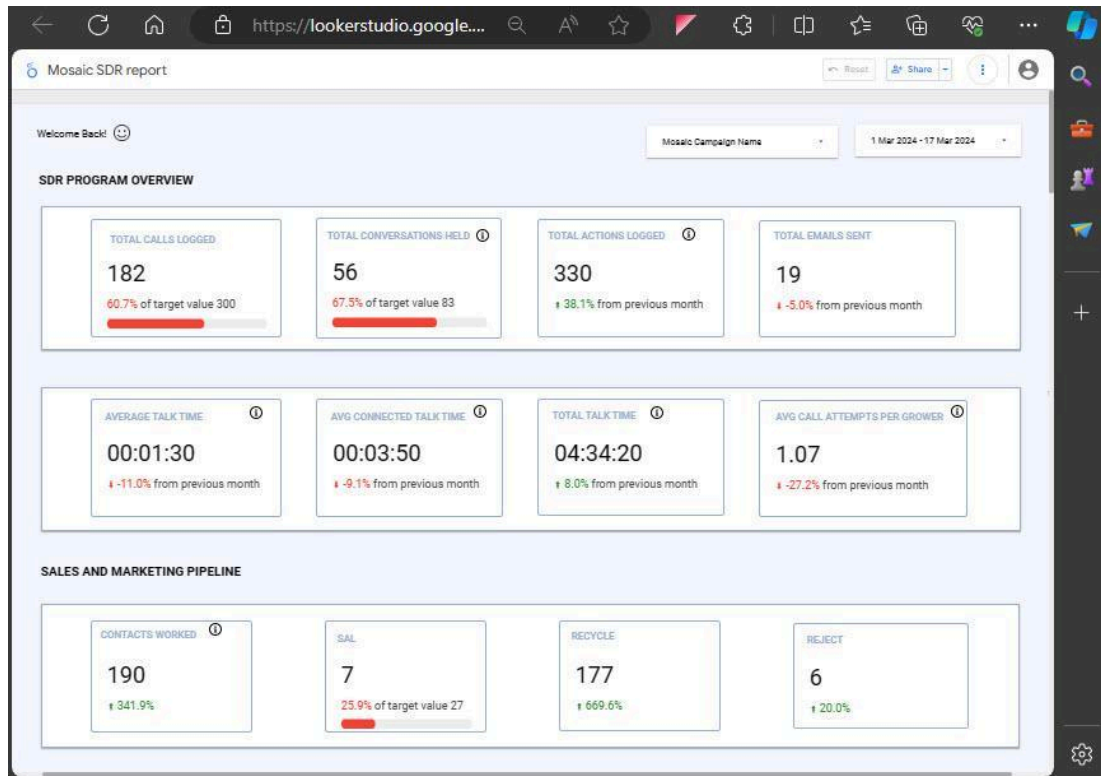 https://lookerstudio.google....
Mosaic SDR report
Reset
Share
Welcome Back!
Mosaic Campaign Name
1 Mar 2024 - 17 Mar 2024
SDR PROGRAM OVERVIEW
TOTAL CALLS LOGGED
182
60.7% of target value 300
TOTAL CONVERSATIONS HELD
56
67.5% of target value 83
TOTAL ACTIONS LOGGED
330
38.1% from previous month
TOTAL EMAILS SENT
19
-5.0% from previous month
AVERAGE TALK TIME
00:01:30
-11.0% from previous month
AVG CONNECTED TALK TIME
00:03:50
-9.1% from previous month
TOTAL TALK TIME
04:34:20
8.0% from previous month
AVG CALL ATTEMPTS PER GROWER
1.07
-27.2% from previous month
SALES AND MARKETING PIPELINE
CONTACTS WORKED
190
341.9%
SAL
7
25.9% of target value 27
RECYCLE
177
669.6%
REJECT
6
20.0%